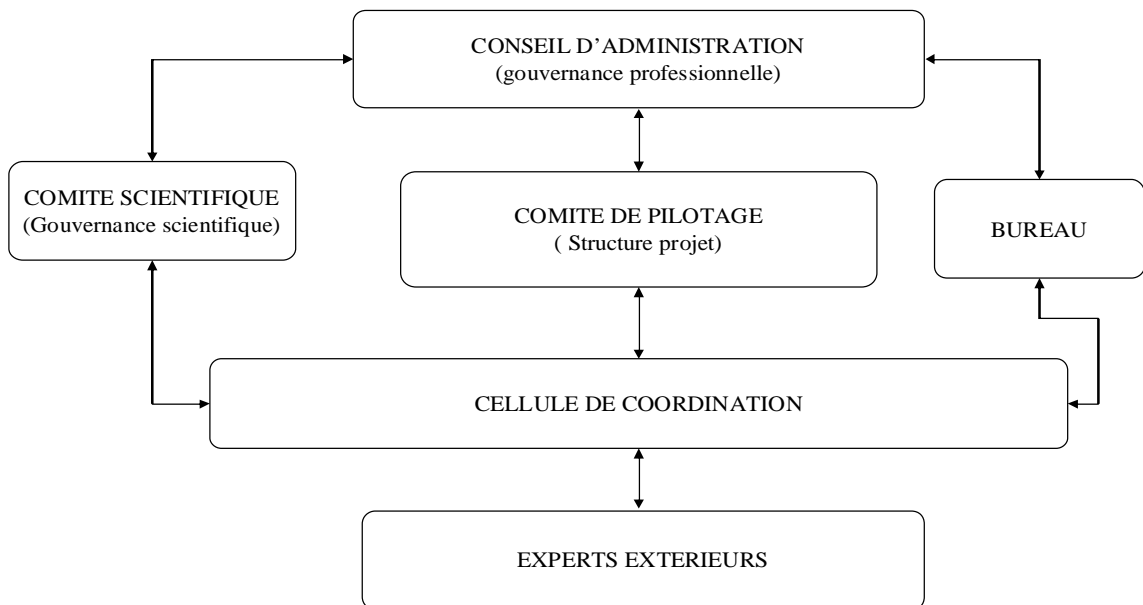 CONSEIL D’ADMINISTRATION
(gouvernance professionnelle)
COMITE SCIENTIFIQUE
(Gouvernance scientifique)
COMITE DE PILOTAGE
( Structure projet)
BUREAU
CELLULE DE COORDINATION
EXPERTS EXTERIEURS